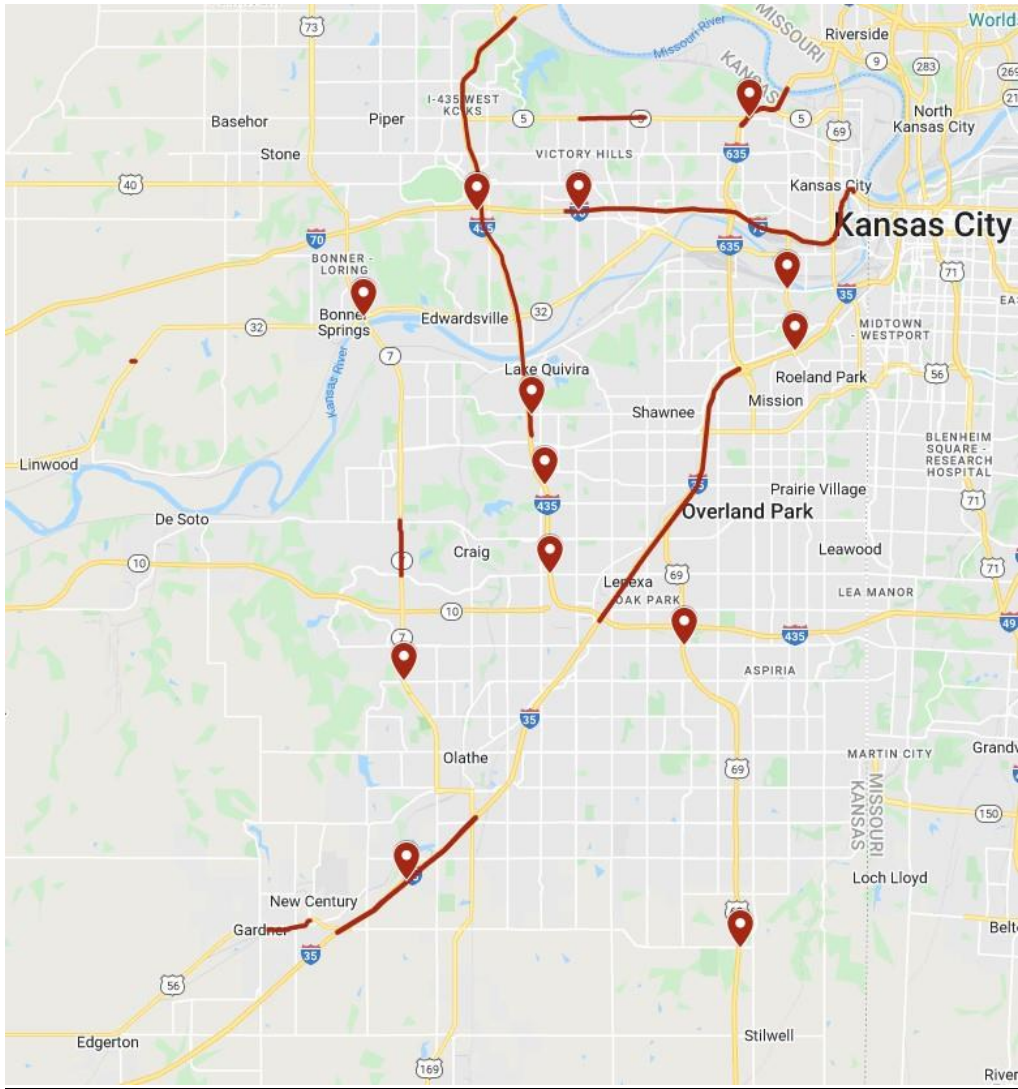 73
MISSOURI
World
Riverside
Missouri River
9
KANSAS
283
269
I-435 WEST
KCKS
21
Basehor
Piper
5
5
5
North
Kansas City
69
Stone
VICTORY HILLS
635
40
Kansas City
Kansas City
70
435
70
70
635
71
BONNER -
LORING
35
EAS
Bonner
Springs
Edwardsville
32
32
MIDTOWN
- WESTPORT
7
Kansas River
Lake Quivira
Roeland Park
56
Mission
Shawnee
BLENHEIM
SQUARE -
RESEARCH
HOSPITAL
Linwood
35
Prairie Village
71
435
Overland Park
De Soto
Craig
Leawood
10
7
Lenexa
69
71
OAK PARK
LEA MANOR
10
49
7
435
ASPIRIA
35
Olathe
MARTIN CITY
Grandv
69
MISSOURI
KANSAS
150
Loch Lloyd
New Century
Gardner
Belt
35
56
Edgerton
Stilwell
169
River